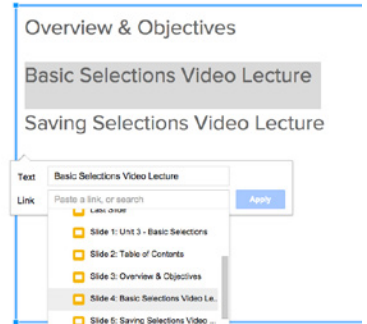 Overview & Objectives
Basic Selections Video Lecture
Saving Selections Video Lecture
Text Basic Selections Video Lecture
Link Paste a link, or search Apply
Last Slide
Slide 1: Unit 3 - Basic Selections
Slide 2: Table of Contents
Slide 3: Overview & Objectives
Slide 4: Basic Selections Video Le..
Slide 5: Saving Selections Video ...